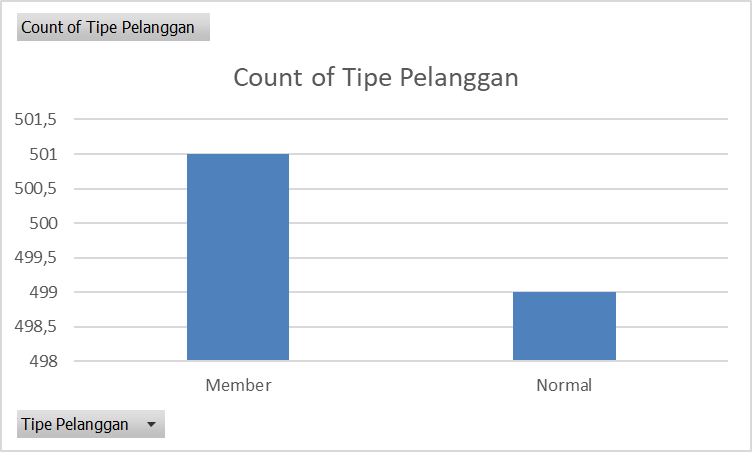 Count of Tipe Pelanggan
Count of Tipe Pelanggan
501,5
501
500,5
500
499,5
499
498,5
498
Member Normal
Tipe Pelanggan